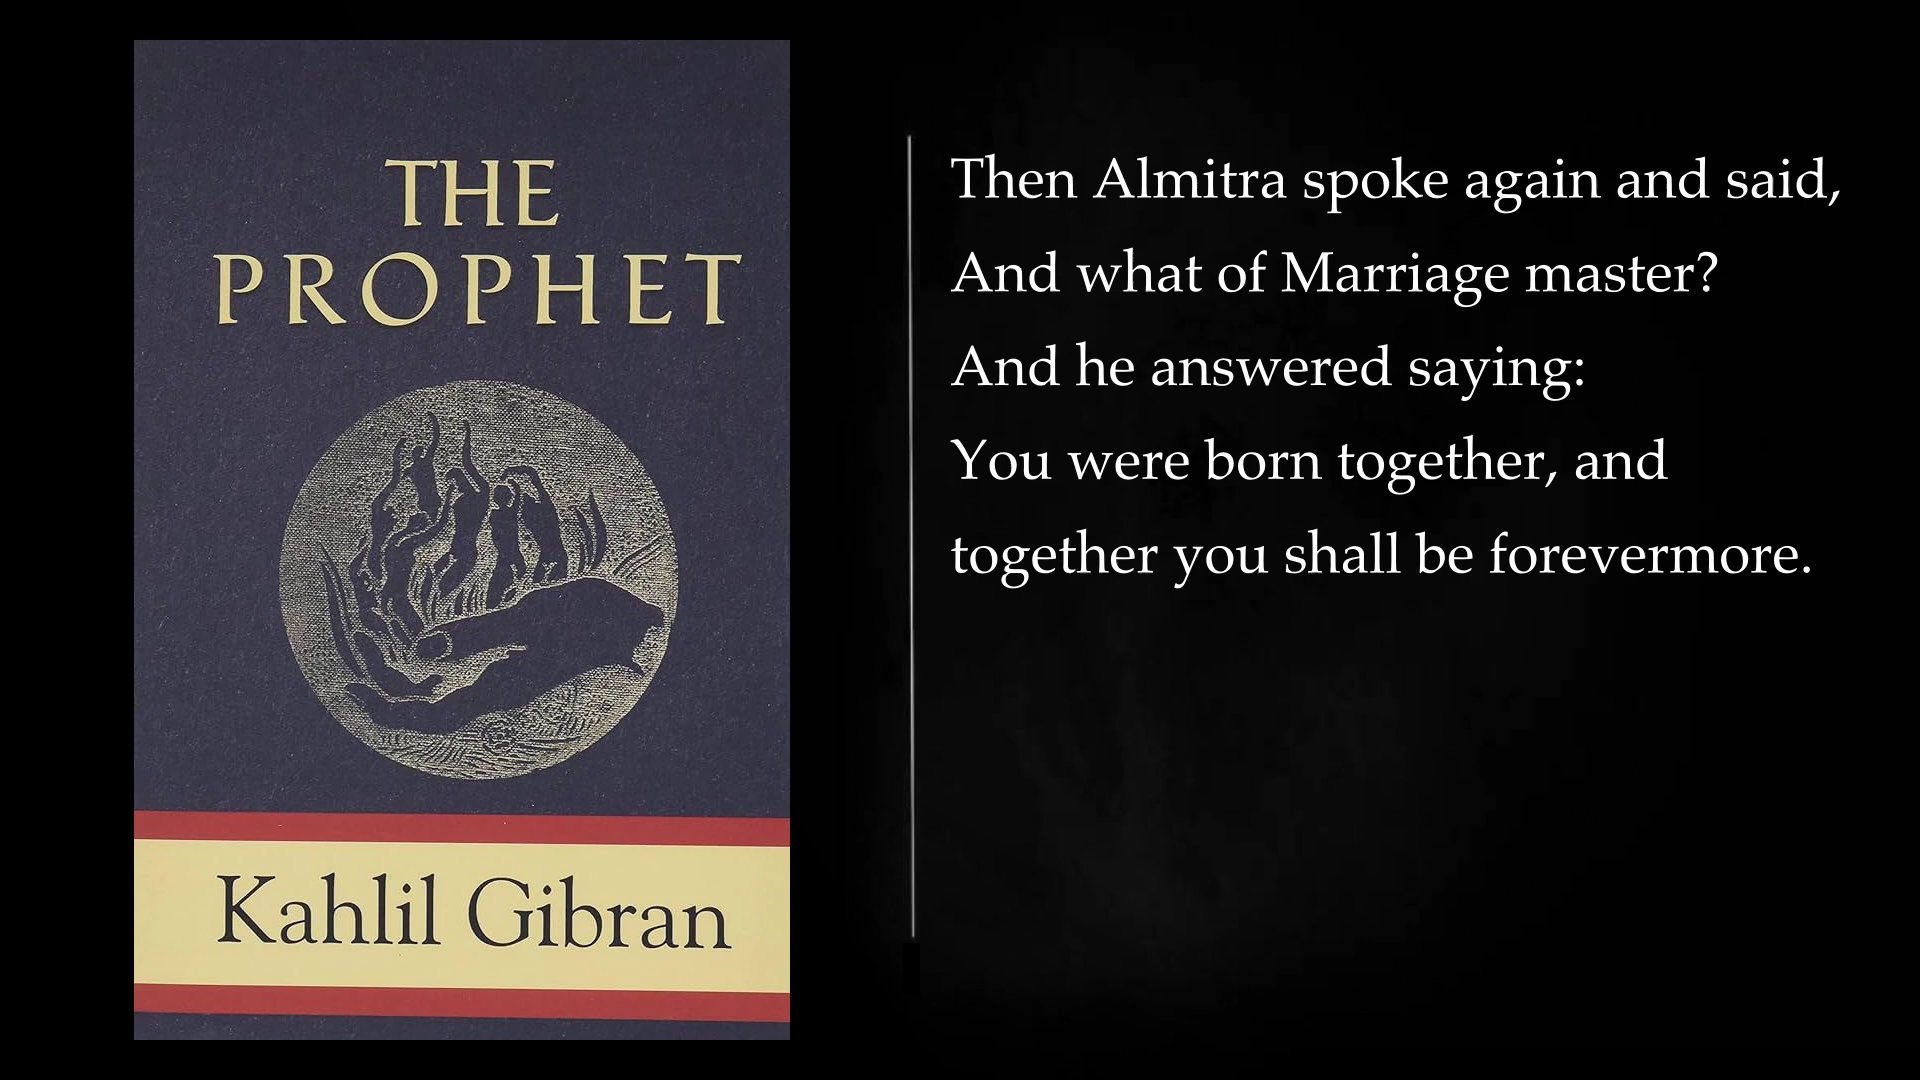 THE
PROPHET
Kahlil Gibran
Then Almitra spoke again and said,
And what of Marriage master?
And he answered saying:
You were born together, and
together you shall be forevermore.